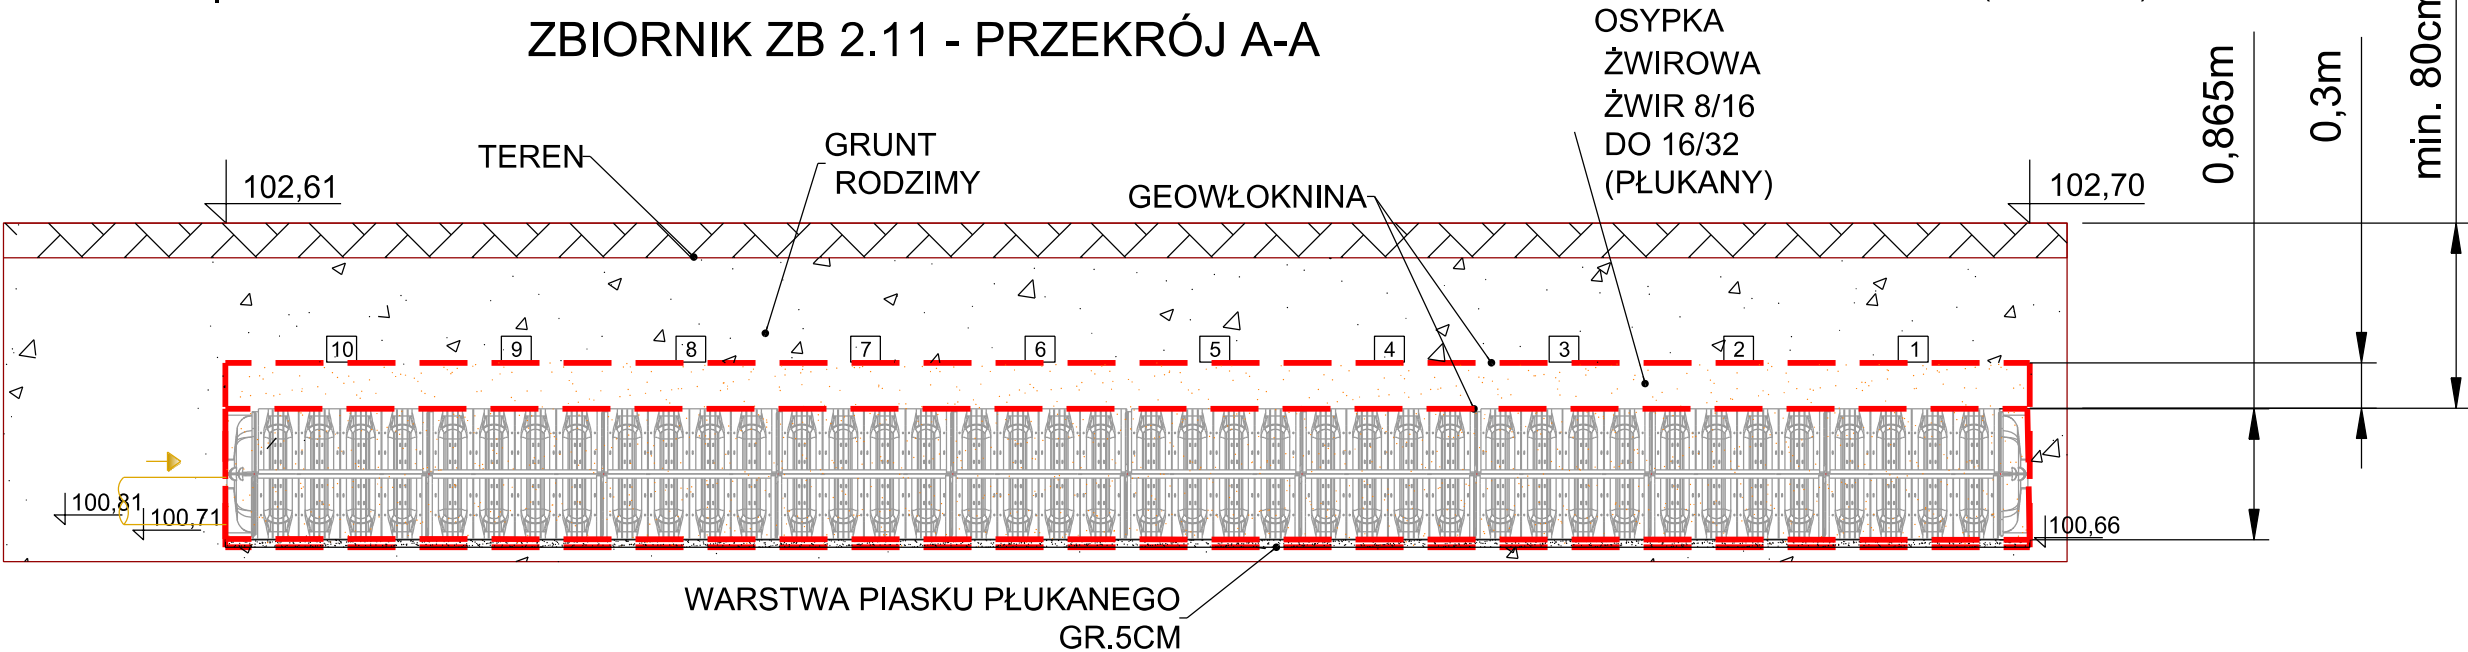 ZBIORNIK ZB 2.11 - PRZEKRÓJ A-A
OSYPKA
ŻWIROWA
ŻWIR 8/16
DO 16/32
(PŁUKANY)
0,865m
0,3m
min. 80cm
TEREN
GRUNT
RODZIMY
GEOWŁOKNINA
102,61
102,70
10
9
8
7
6
5
4
3
2
1
100,81
100,71
100,66
WARSTWA PIASKU PŁUKANEGO
GR.5CM